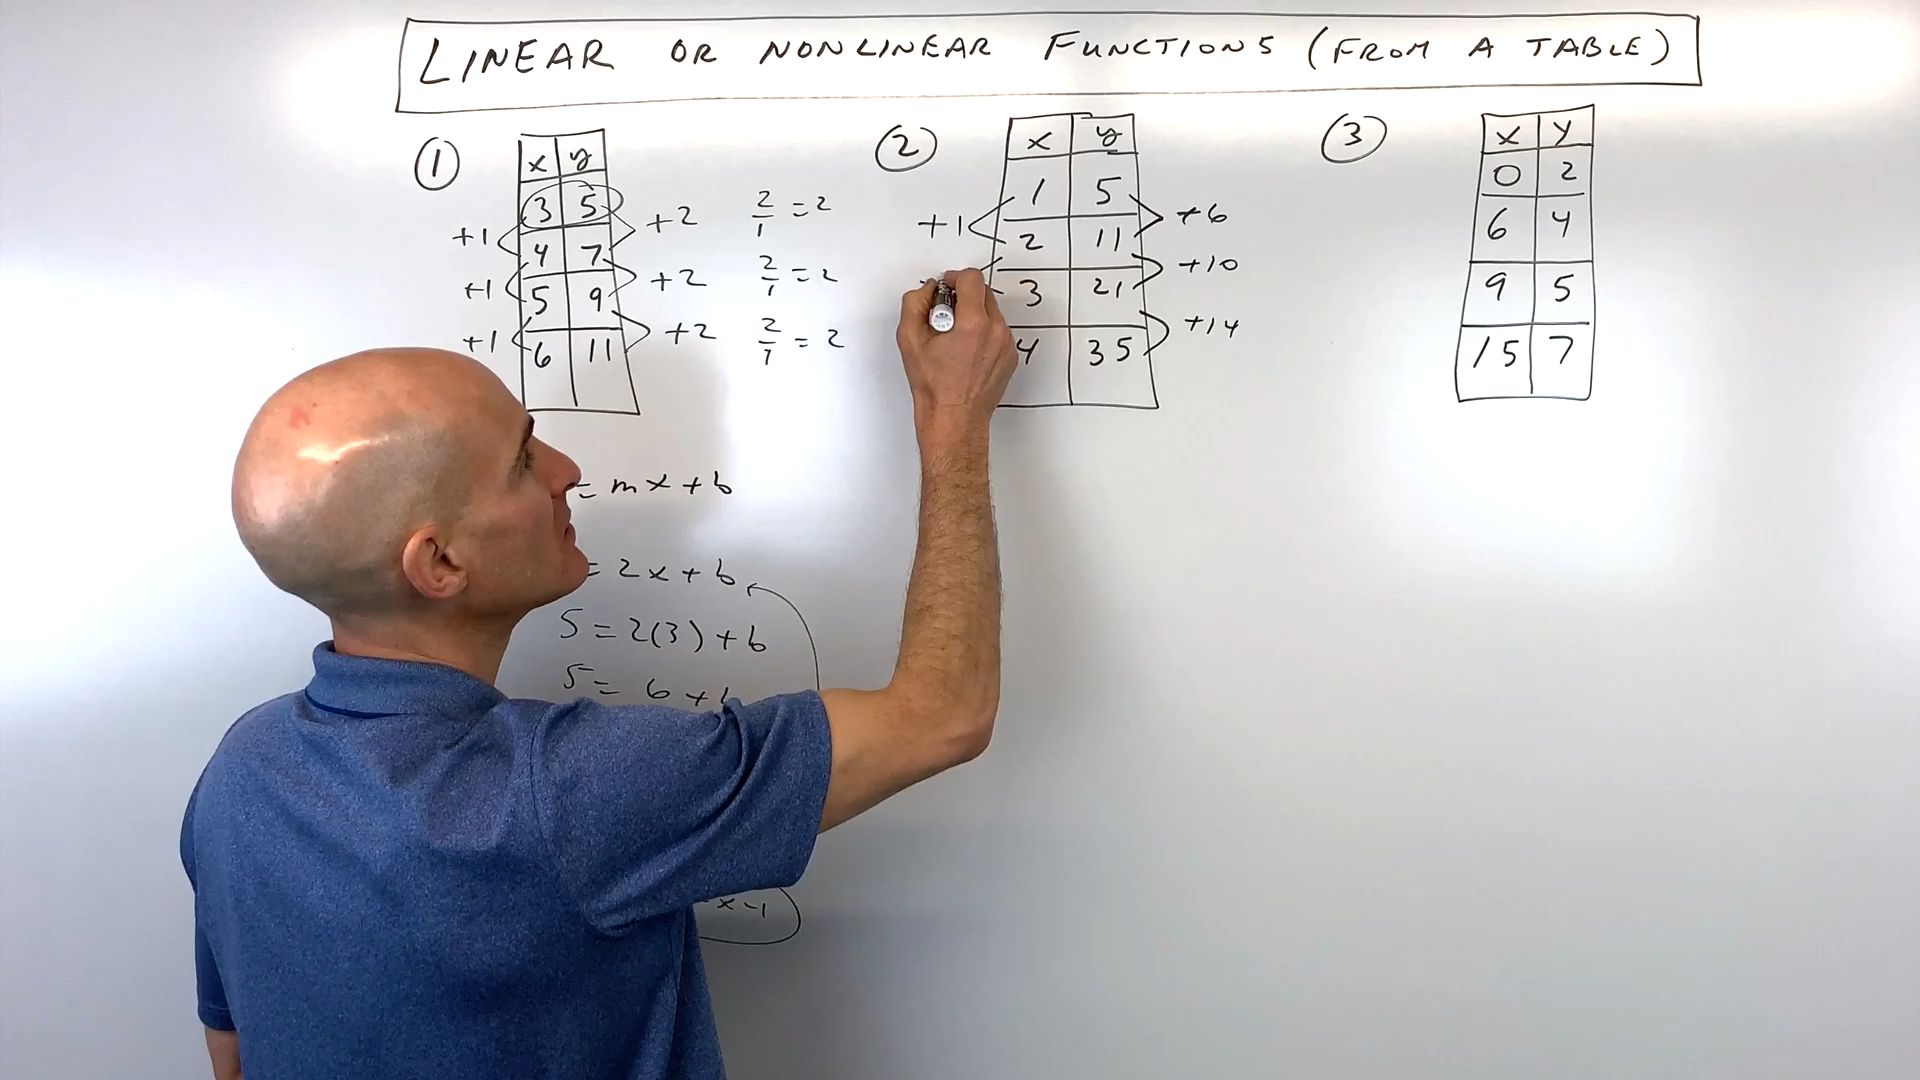 LINEAR OR NONLINEAR FUNCTIONS (FROM A TABLE)
①
x y
3 5
4 7
5 9
6 11
+1
+1
+1
+2
+2
+2
2/1 = 2
2/1 = 2
2/1 = 2
= mx + b
= 2x + b
5 = 2(3) + b
5 = 6 +
x - 1
②
x y
1 5
2 11
3 21
4 35
+1
+6
+10
+14
③
x y
0 2
6 4
9 5
15 7